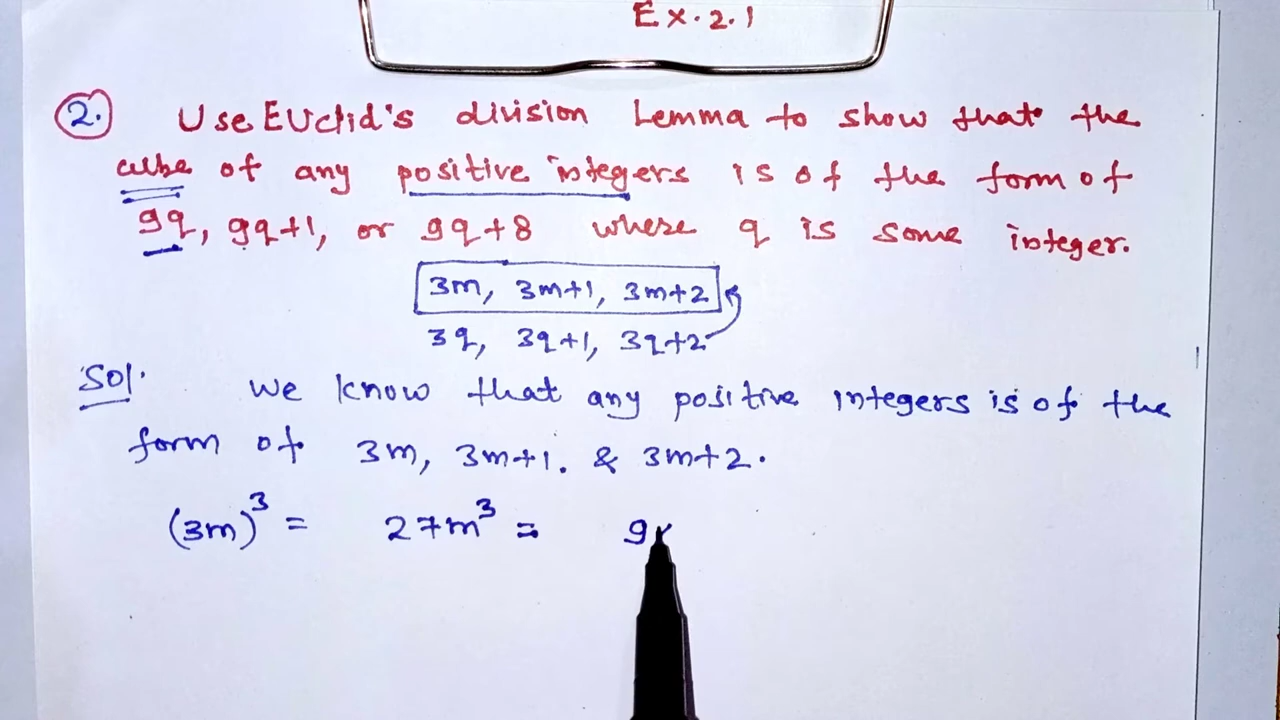 Ex. 2.1
2. Use Euclid's division Lemma to show that the
cube of any positive integers is of the form of
9q, 9q+1, or 9q+8 where q is some integer.
3m, 3m+1, 3m+2
3q, 3q+1, 3q+2
Sol. We know that any positive integers is of the
form of 3m, 3m+1. & 3m+2.
(3m)³ = 27m³ = 9